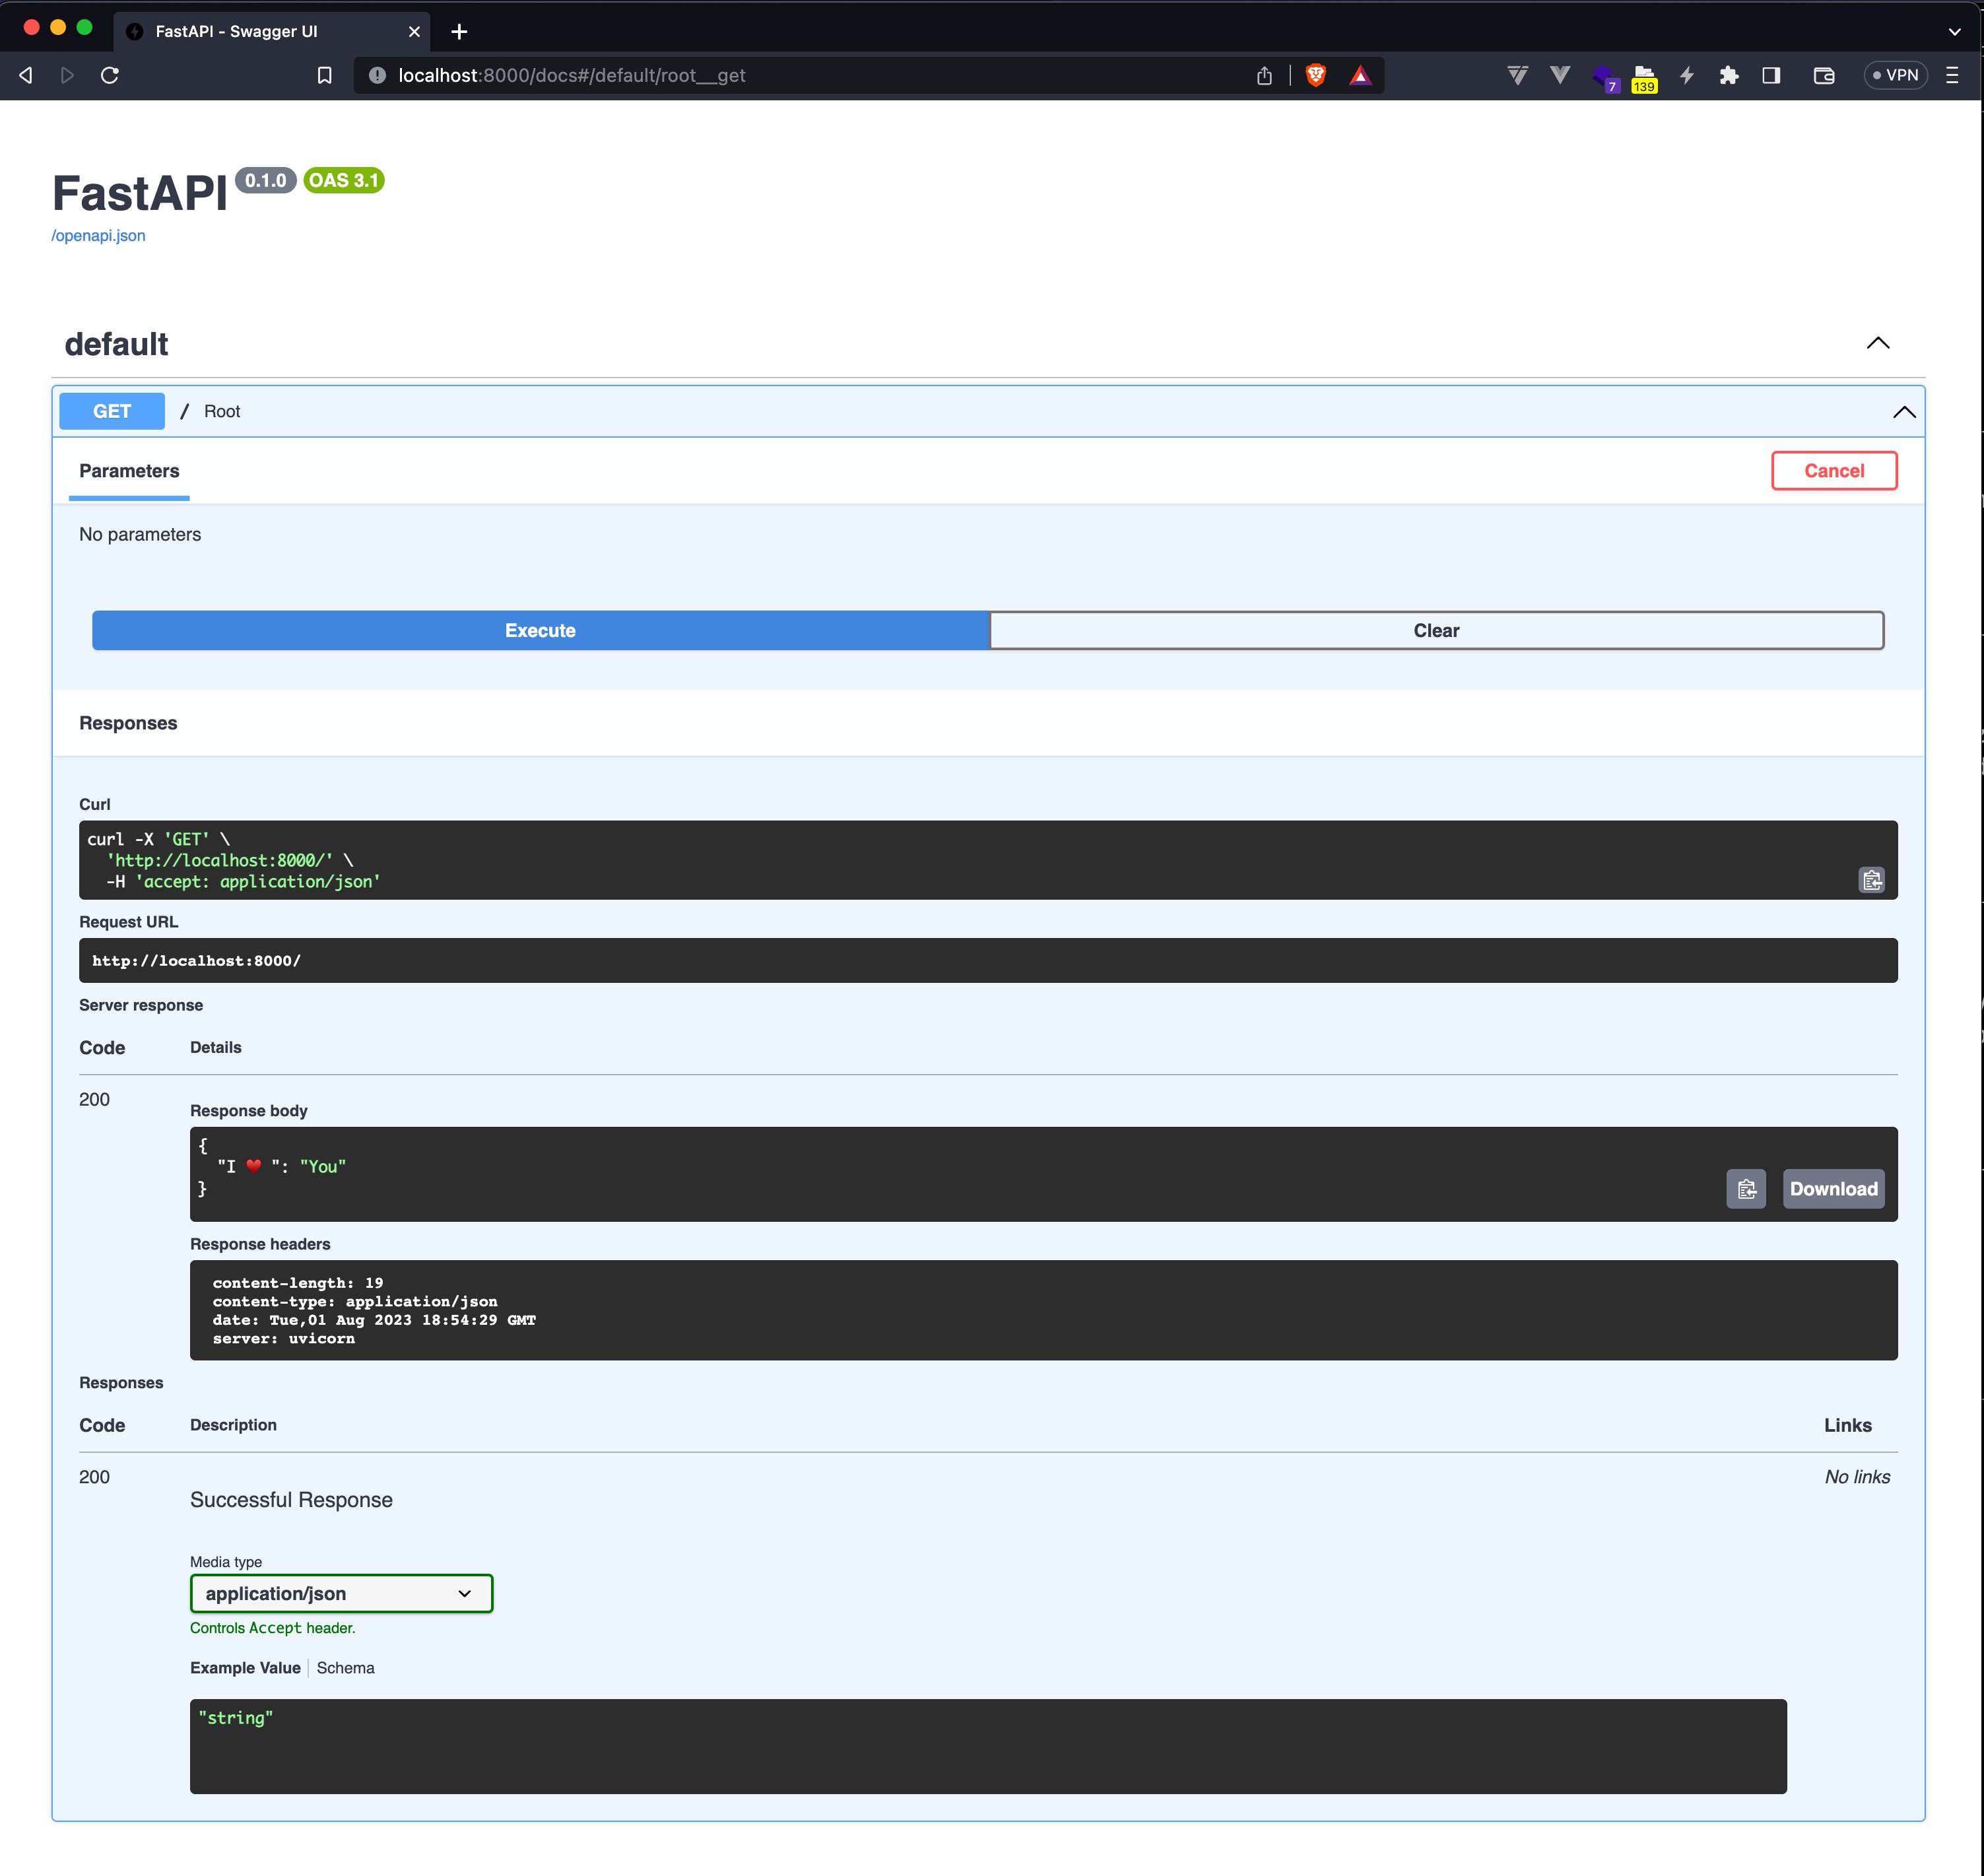 FastAPI - Swagger UI
localhost:8000/docs#/default/root__get
7
139
VPN
FastAPI 0.1.0 OAS 3.1
/openapi.json
default
GET / Root
Parameters
Cancel
No parameters
Execute
Clear
Responses
Curl
curl -X 'GET' \
'http://localhost:8000/' \
-H 'accept: application/json'
Request URL
http://localhost:8000/
Server response
Code Details
200
Response body
{
"I ♥ ": "You"
}
Download
Response headers
content-length: 19
content-type: application/json
date: Tue,01 Aug 2023 18:54:29 GMT
server: uvicorn
Responses
Code Description Links
200
No links
Successful Response
Media type
application/json
Controls Accept header.
Example Value Schema
"string"